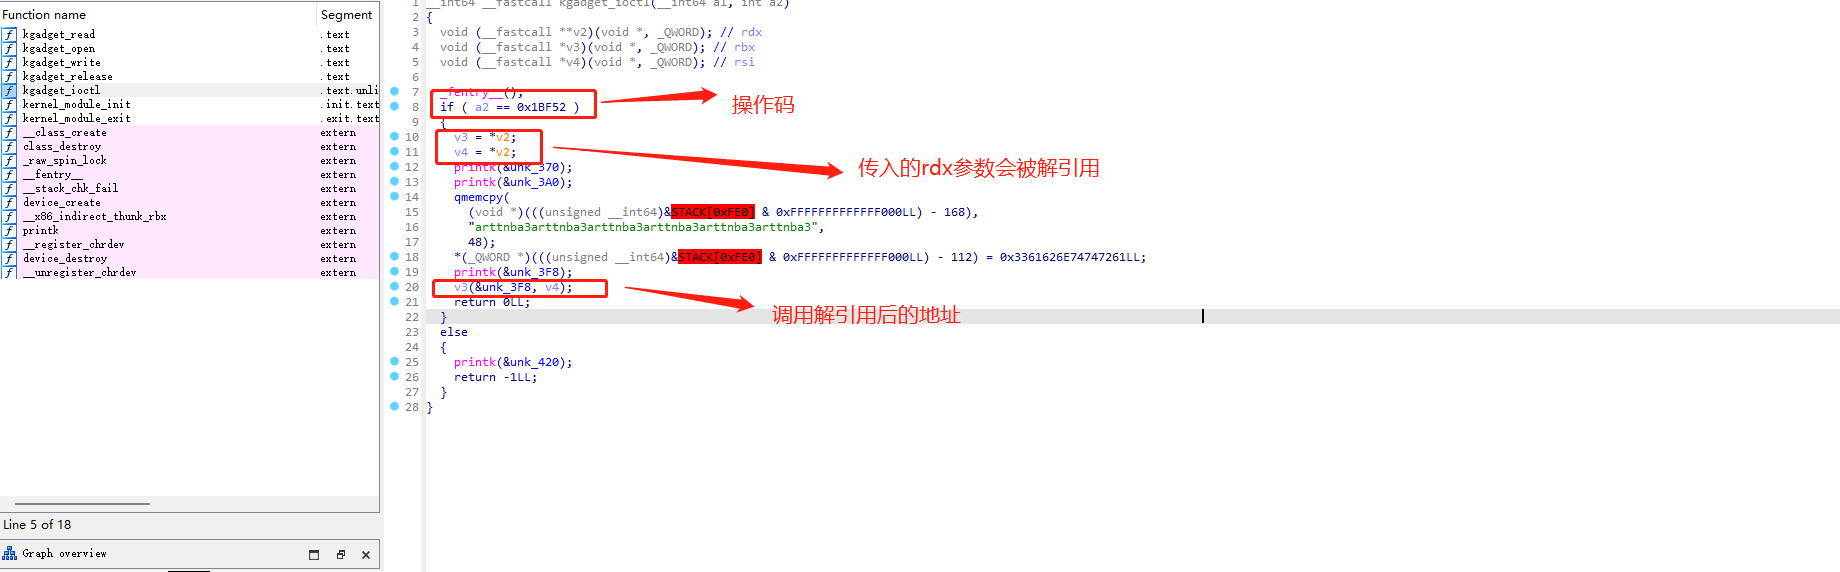 Function name Segment
kgadget_read .text
kgadget_open .text
kgadget_write .text
kgadget_release .text
kgadget_ioctl .text.unli
kernel_module_init .init.text
kernel_module_exit .exit.text
__class_create extern
class_destroy extern
_raw_spin_lock extern
__fentry__ extern
__stack_chk_fail extern
device_create extern
__x86_indirect_thunk_rbx extern
printk extern
__register_chrdev extern
device_destroy extern
__unregister_chrdev extern
Line 5 of 18
Graph overview
1 __int64 __fastcall kgadget_ioctl(__int64 a1, int a2)
2 {
3 void (__fastcall **v2)(void *, _QWORD); // rdx
4 void (__fastcall *v3)(void *, _QWORD); // rbx
5 void (__fastcall *v4)(void *, _QWORD); // rsi
6
7 _fentry__();
8 if ( a2 == 0x1BF52 )
操作码
9 {
10 v3 = *v2;
11 v4 = *v2;
传入的rdx参数会被解引用
12 printk(&unk_370);
13 printk(&unk_3A0);
14 qmemcpy(
15 (void *)(((unsigned __int64)&STACK[0xFE0] & 0xFFFFFFFFFFFFF000LL) - 168),
16 "arttnba3arttnba3arttnba3arttnba3arttnba3arttnba3",
17 48);
18 *(_QWORD *)(((unsigned __int64)&STACK[0xFE0] & 0xFFFFFFFFFFFFF000LL) - 112) = 0x3361626E74747261LL;
19 printk(&unk_3F8);
20 v3(&unk_3F8, v4);
调用解引用后的地址
21 return 0LL;
22 }
23 else
24 {
25 printk(&unk_420);
26 return -1LL;
27 }
28 }